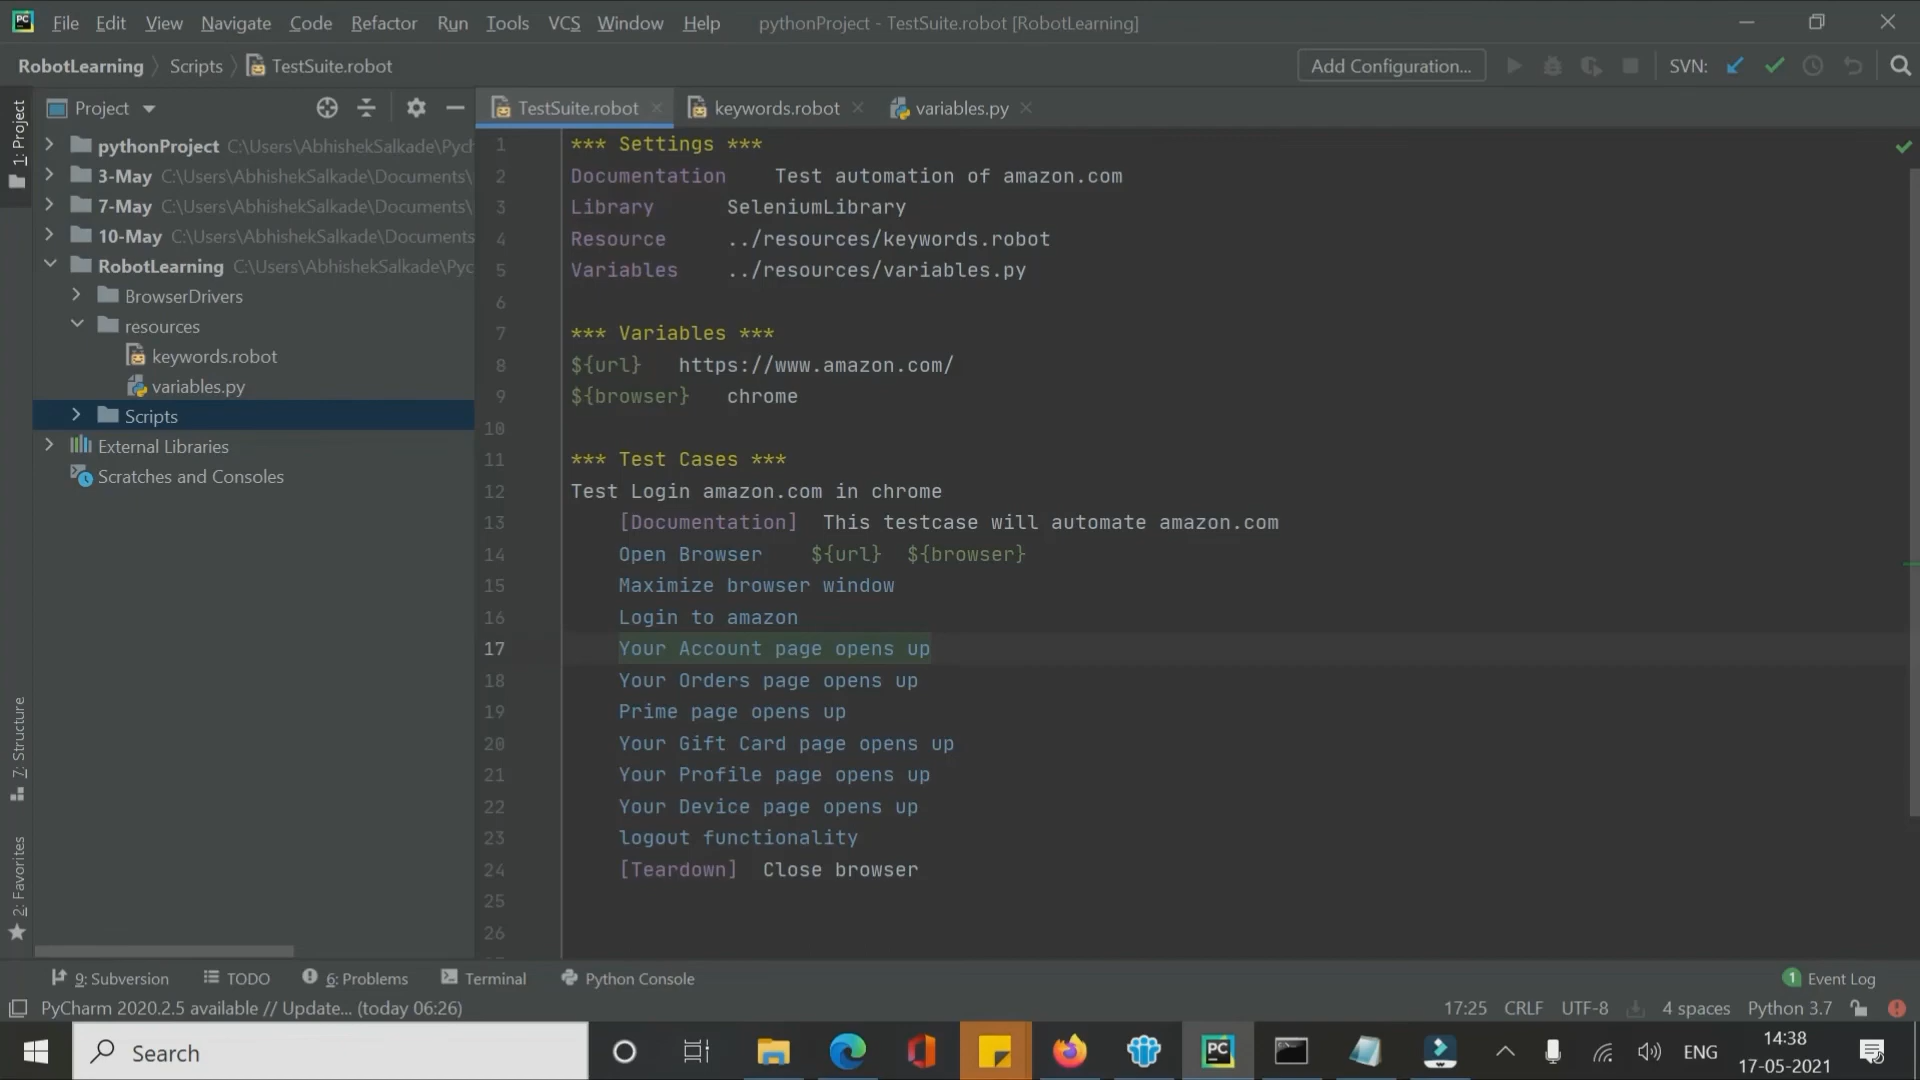 PC File Edit View Navigate Code Refactor Run Tools VCS Window Help pythonProject - TestSuite.robot [RobotLearning]
RobotLearning Scripts TestSuite.robot Add Configuration... SVN:
1: Project
Project
TestSuite.robot keywords.robot variables.py
pythonProject C:\Users\AbhishekSalkade\Pych
3-May C:\Users\AbhishekSalkade\Documents\
7-May C:\Users\AbhishekSalkade\Documents\
10-May C:\Users\AbhishekSalkade\Documents
RobotLearning C:\Users\AbhishekSalkade\Pyc
BrowserDrivers
resources
keywords.robot
variables.py
Scripts
External Libraries
Scratches and Consoles
1 *** Settings ***
2 Documentation Test automation of amazon.com
3 Library SeleniumLibrary
4 Resource ../resources/keywords.robot
5 Variables ../resources/variables.py
6
7 *** Variables ***
8 ${url} https://www.amazon.com/
9 ${browser} chrome
10
11 *** Test Cases ***
12 Test Login amazon.com in chrome
13 [Documentation] This testcase will automate amazon.com
14 Open Browser ${url} ${browser}
15 Maximize browser window
16 Login to amazon
17 Your Account page opens up
18 Your Orders page opens up
19 Prime page opens up
20 Your Gift Card page opens up
21 Your Profile page opens up
22 Your Device page opens up
23 logout functionality
24 [Teardown] Close browser
25
26
7: Structure
2: Favorites
9: Subversion TODO 6: Problems Terminal Python Console 1 Event Log
PyCharm 2020.2.5 available // Update... (today 06:26) 17:25 CRLF UTF-8 4 spaces Python 3.7
Search PC ENG 14:38
17-05-2021